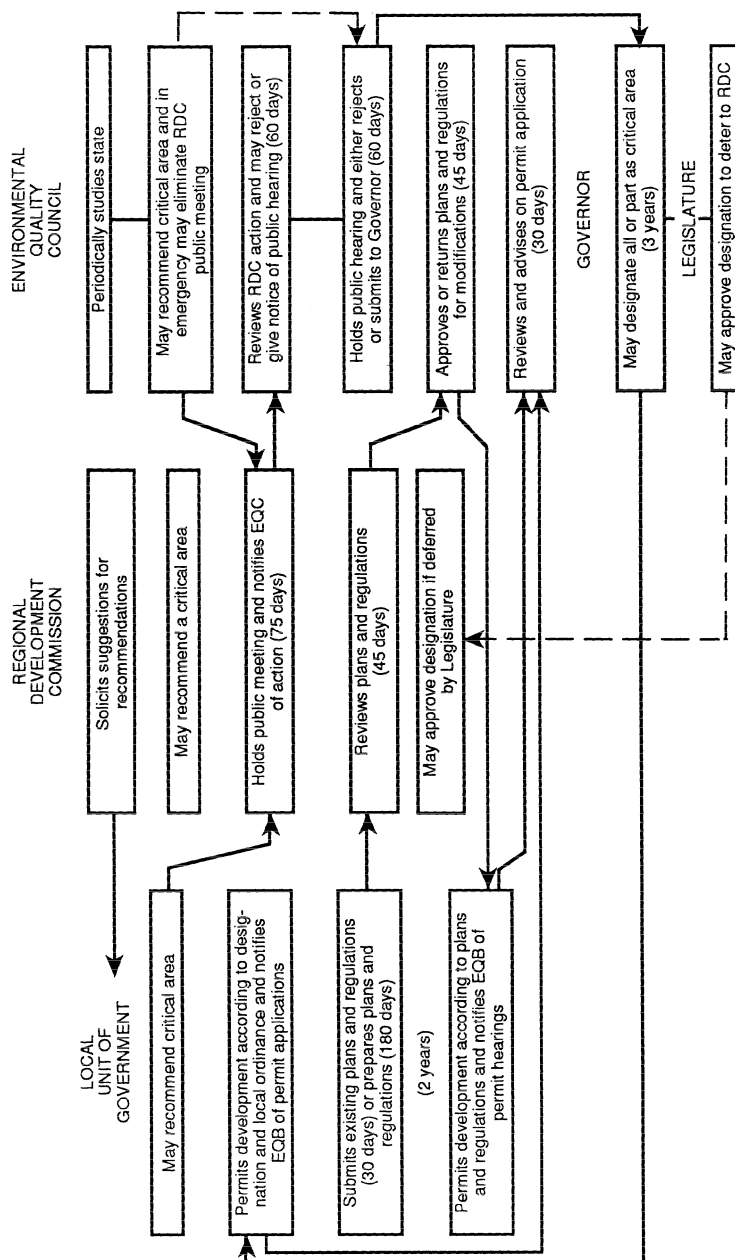 LOCAL
UNIT OF
GOVERNMENT
May recommend critical area
Permits development according to desig-
nation and local ordinance and notifies
EQB of permit applications
Submits existing plans and regulations
(30 days) or prepares plans and
regulations (180 days)
(2 years)
Permits development according to plans
and regulations and notifies EQB of
permit hearings
REGIONAL
DEVELOPMENT
COMMISSION
Solicits suggestions for
recommendations
May recommend a critical area
Holds public meeting and notifies EQC
of action (75 days)
Reviews plans and regulations
(45 days)
May approve designation if deferred
by Legislature
ENVIRONMENTAL
QUALITY
COUNCIL
Periodically studies state
May recommend critical area and in
emergency may eliminate RDC
public meeting
Reviews RDC action and may reject or
give notice of public hearing (60 days)
Holds public hearing and either rejects
or submits to Governor (60 days)
Approves or returns plans and regulations
for modifications (45 days)
Reviews and advises on permit application
(30 days)
GOVERNOR
May designate all or part as critical area
(3 years)
LEGISLATURE
May approve designation to deter to RDC